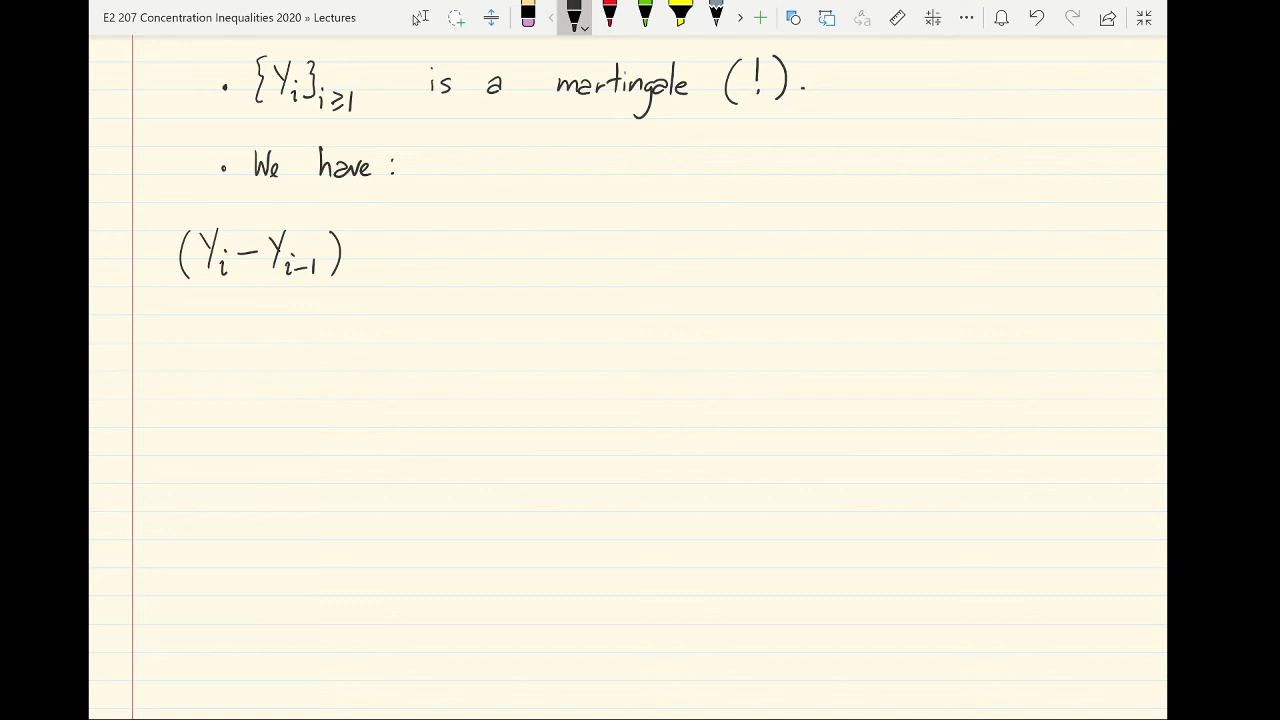 E2 207 Concentration Inequalities 2020 » Lectures
• {Y_i}_{i≥1} is a martingale (!).
• We have :
(Y_i − Y_{i−1})